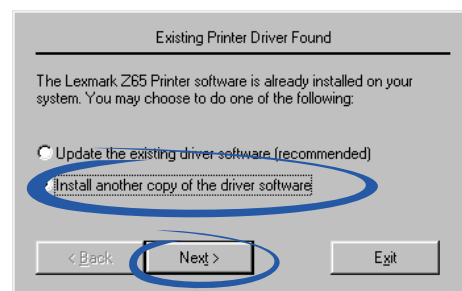 Existing Printer Driver Found
The Lexmark Z65 Printer software is already installed on your
system. You may choose to do one of the following:
Update the existing driver software (recommended)
Install another copy of the driver software
< Back Next > Exit